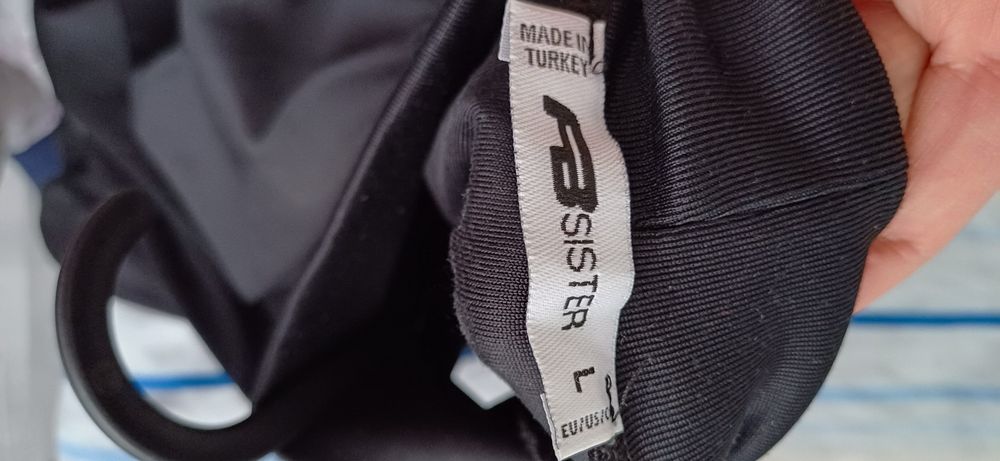 MADE IN
TURKEY
FB
SISTER
L
EU/US/